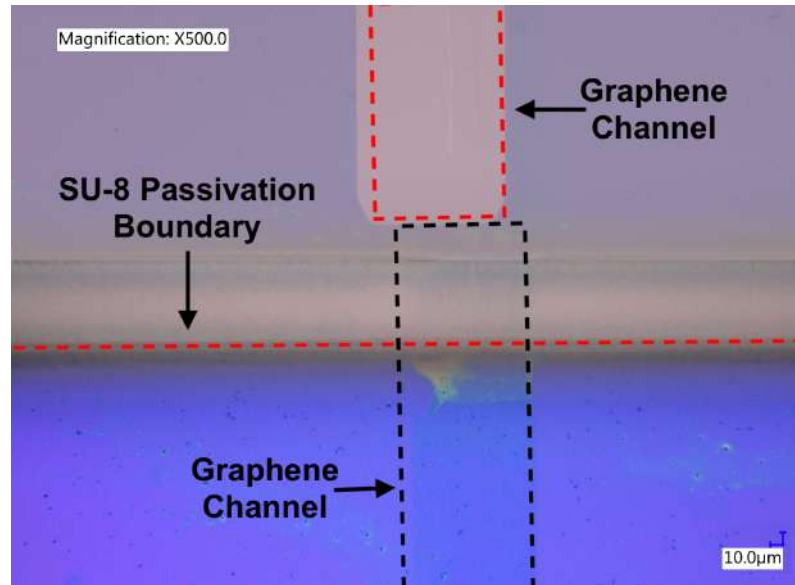 Magnification: X500.0
Graphene
Channel
SU-8 Passivation
Boundary
Graphene
Channel
10.0μm